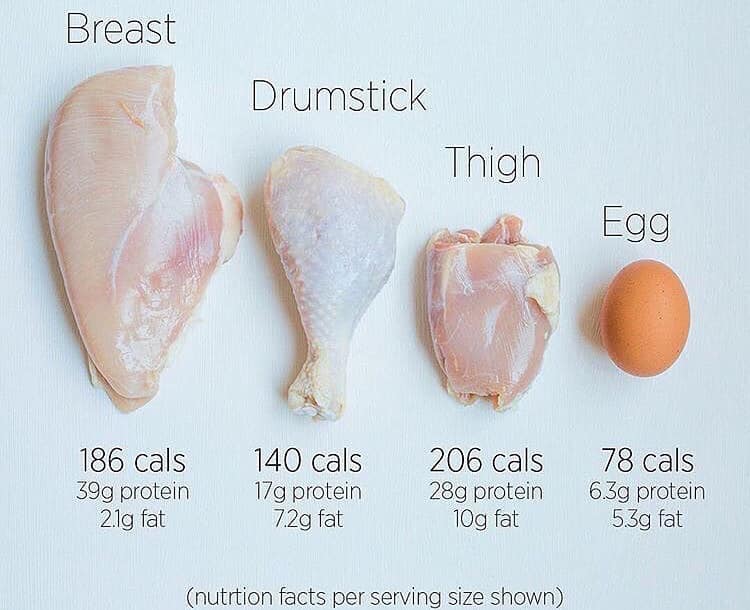 Breast
Drumstick
Thigh
Egg
186 cals
39g protein
2.1g fat
140 cals
17g protein
7.2g fat
206 cals
28g protein
10g fat
78 cals
6.3g protein
5.3g fat
(nutrtion facts per serving size shown)